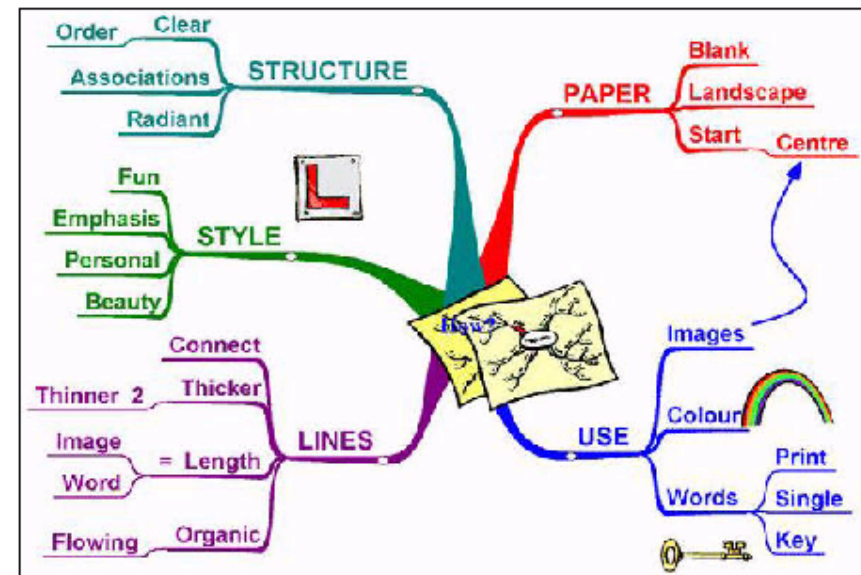 PAPER
Blank
Landscape
Start
Centre
USE
Images
Colour
Words
Print
Single
Key
LINES
Connect
Thicker
Thinner 2
= Length
Image
Word
Organic
Flowing
STYLE
Fun
Emphasis
Personal
Beauty
STRUCTURE
Clear
Order
Associations
Radiant
L